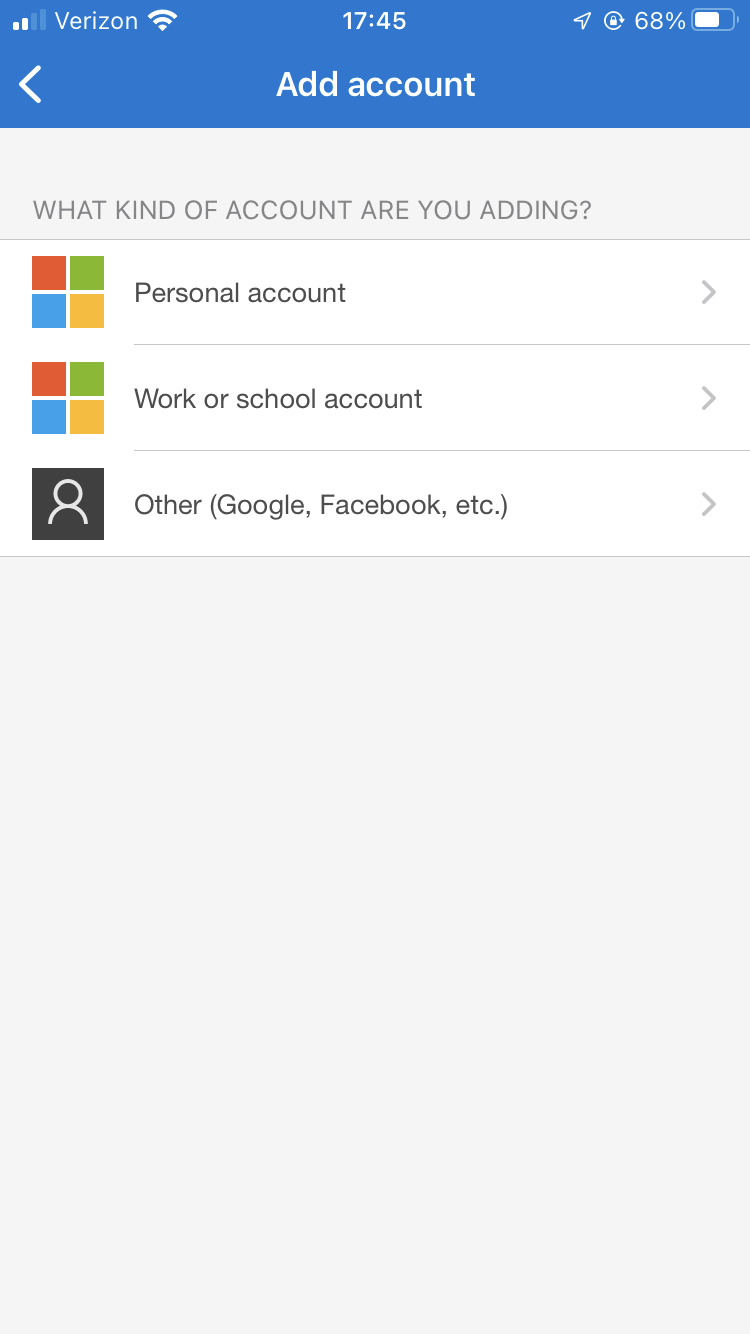 Verizon 17:45 68%
Add account
WHAT KIND OF ACCOUNT ARE YOU ADDING?
Personal account
Work or school account
Other (Google, Facebook, etc.)